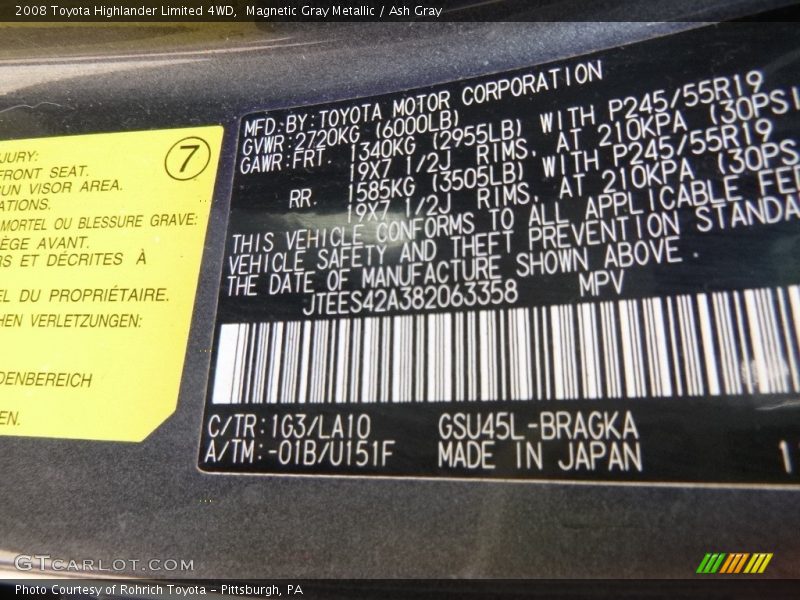 2008 Toyota Highlander Limited 4WD, Magnetic Gray Metallic / Ash Gray
7
JURY:
FRONT SEAT.
SUN VISOR AREA.
ATIONS.
MORTEL OU BLESSURE GRAVE:
IÈGE AVANT.
RS ET DÉCRITES À
EL DU PROPRIÉTAIRE.
HEN VERLETZUNGEN:
DENBEREICH
EN.
MFD.BY:TOYOTA MOTOR CORPORATION
GVWR:2720KG (6000LB)
GAWR:FRT. 1340KG (2955LB) WITH P245/55R19
19X7 1/2J RIMS, AT 210KPA (30PSI
RR. 1585KG (3505LB) WITH P245/55R19
19X7 1/2J RIMS, AT 210KPA (30PS
THIS VEHICLE CONFORMS TO ALL APPLICABLE FED
VEHICLE SAFETY AND THEFT PREVENTION STANDA
THE DATE OF MANUFACTURE SHOWN ABOVE.
JTEES42A382063358 MPV
C/TR:1G3/LA10 GSU45L-BRAGKA
A/TM:-01B/U151F MADE IN JAPAN
GTCARLOT.COM
Photo Courtesy of Rohrich Toyota - Pittsburgh, PA